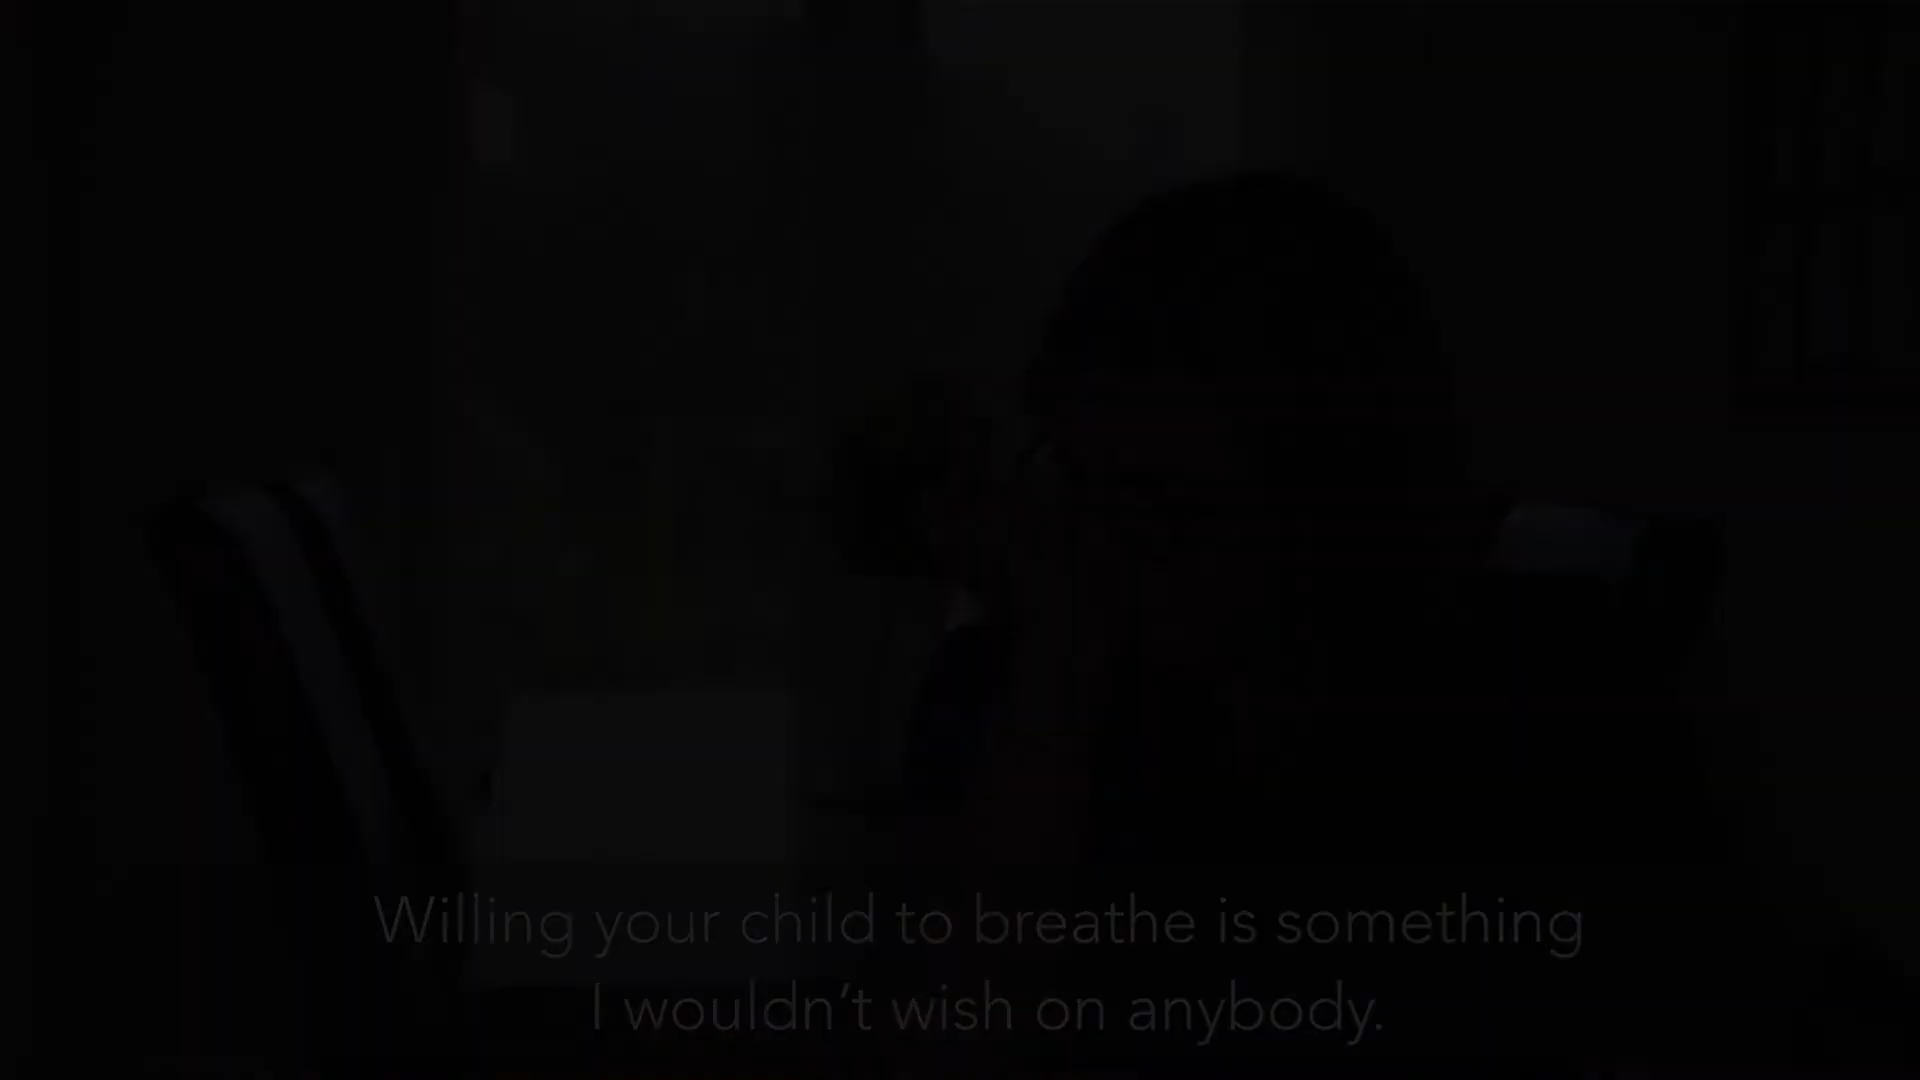 Willing your child to breathe is something
I wouldn’t wish on anybody.